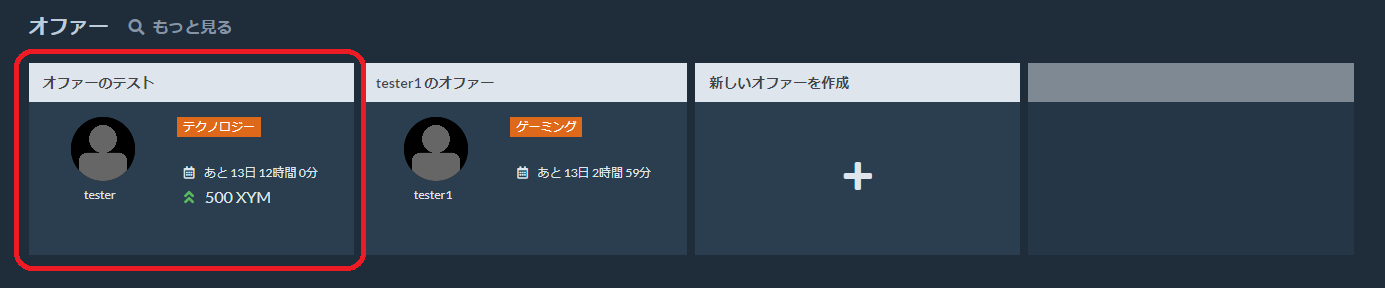 オファー もっと見る
オファーのテスト
テクノロジー
あと 13日 12時間 0分
500 XYM
tester
tester1 のオファー
ゲーミング
あと 13日 2時間 59分
tester1
新しいオファーを作成